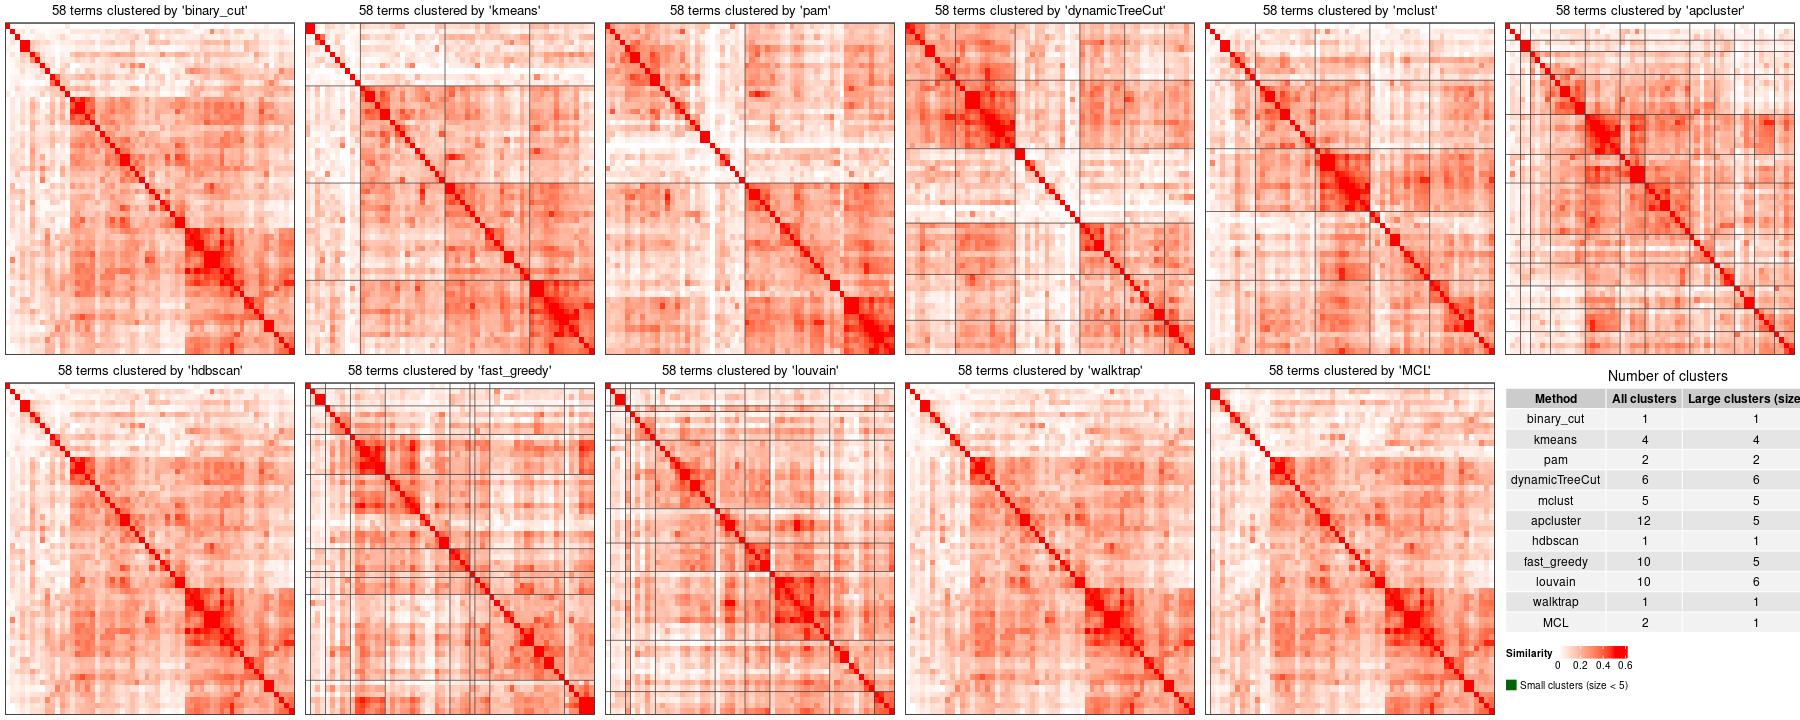 58 terms clustered by 'binary_cut'
58 terms clustered by 'kmeans'
58 terms clustered by 'pam'
58 terms clustered by 'dynamicTreeCut'
58 terms clustered by 'mclust'
58 terms clustered by 'apcluster'
58 terms clustered by 'hdbscan'
58 terms clustered by 'fast_greedy'
58 terms clustered by 'louvain'
58 terms clustered by 'walktrap'
58 terms clustered by 'MCL'
Number of clusters
Method All clusters Large clusters (size
binary_cut 1 1
kmeans 4 4
pam 2 2
dynamicTreeCut 6 6
mclust 5 5
apcluster 12 5
hdbscan 1 1
fast_greedy 10 5
louvain 10 6
walktrap 1 1
MCL 2 1
Similarity
0 0.2 0.4 0.6
Small clusters (size < 5)